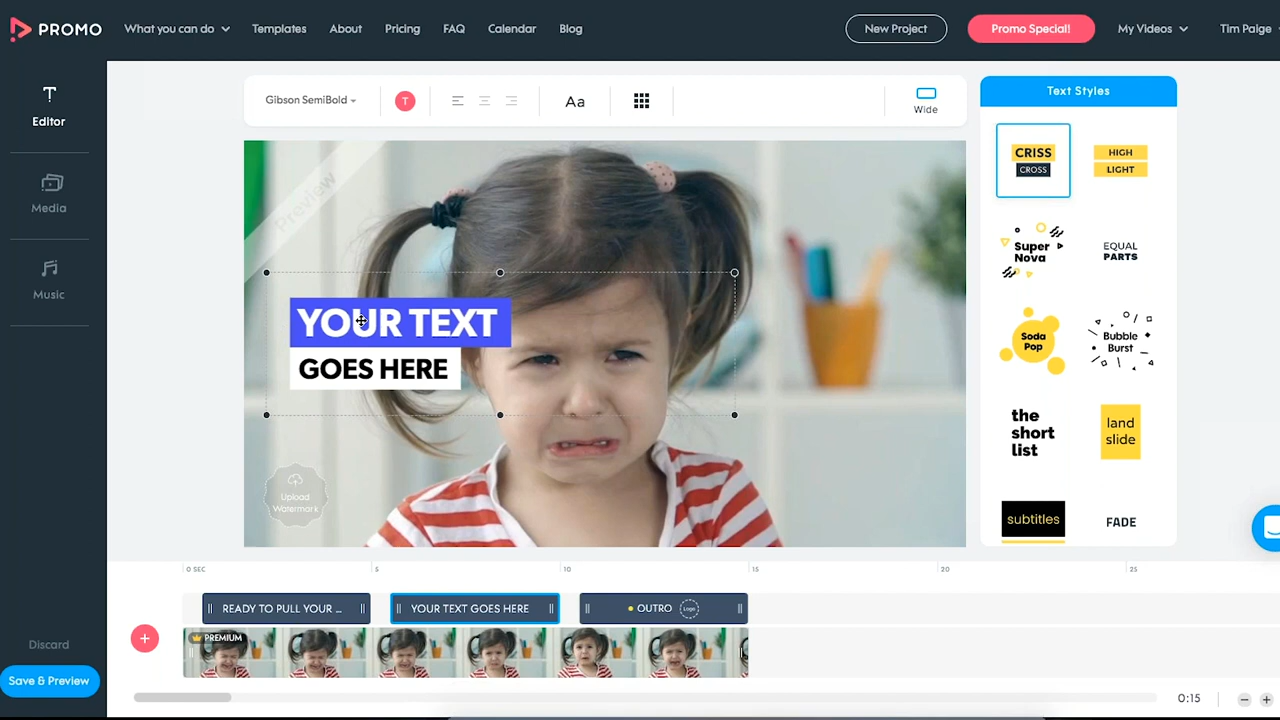 PROMO
What you can do
Templates
About
Pricing
FAQ
Calendar
Blog
New Project
Promo Special!
My Videos
Tim Paige
T
Editor
Media
Music
Discard
Save & Preview
Gibson SemiBold
T
Aa
Wide
Preview
YOUR TEXT
GOES HERE
Upload
Watermark
Text Styles
CRISS
CROSS
HIGH
LIGHT
Super
Nova
EQUAL
PARTS
Soda
Pop
Bubble
Burst
the
short
list
land
slide
subtitles
FADE
0 SEC
5
10
15
20
25
READY TO PULL YOUR ...
YOUR TEXT GOES HERE
OUTRO
Logo
PREMIUM
0:15